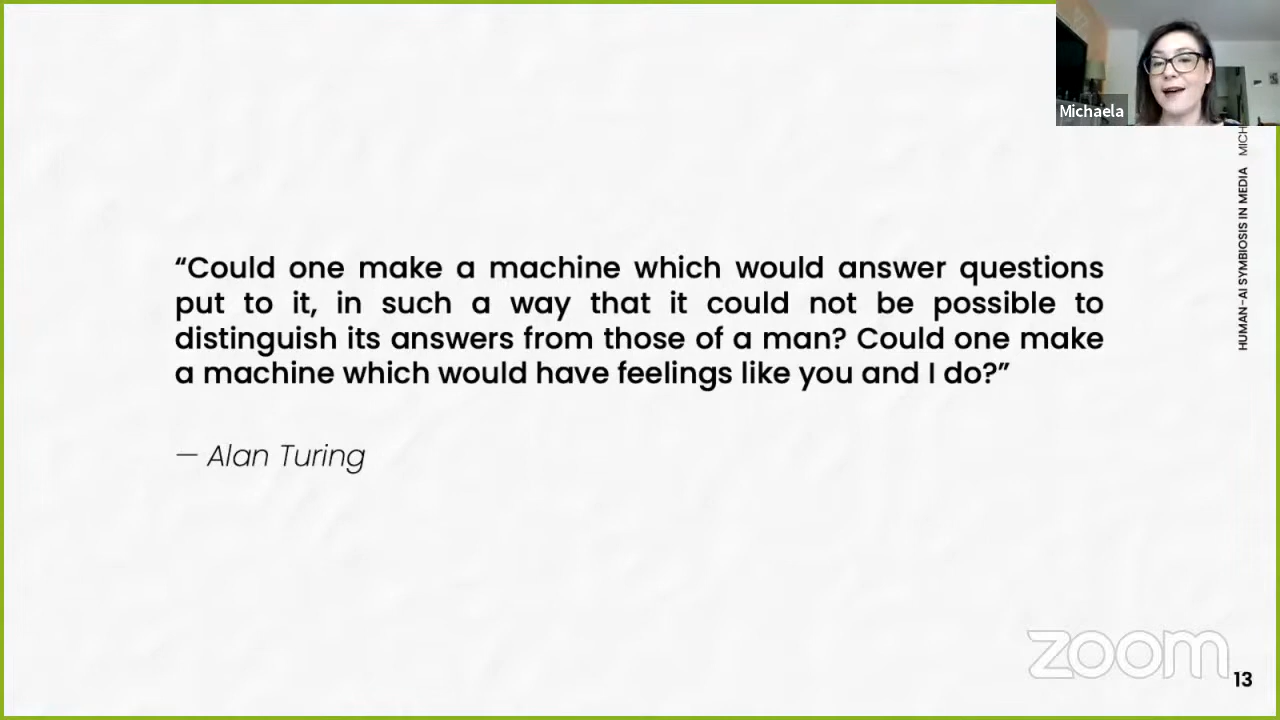 Michaela
HUMAN-AI SYMBIOSIS IN MEDIA MICH
“Could one make a machine which would answer questions
put to it, in such a way that it could not be possible to
distinguish its answers from those of a man? Could one make
a machine which would have feelings like you and I do?”
— Alan Turing
zoom
13